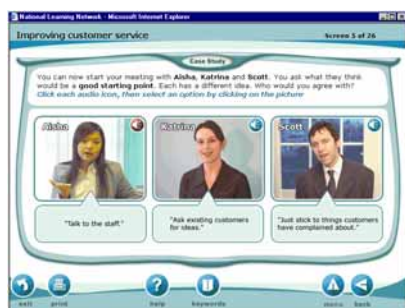 National Learning Network - Microsoft Internet Explorer
Improving customer service
Screen 5 of 26
Case Study
You can now start your meeting with Aisha, Katrina and Scott. You ask what they think
would be a good starting point. Each has a different idea. Who would you agree with?
Click each audio icon, then select an option by clicking on the picture
Aisha
Katrina
Scott
"Talk to the staff."
"Ask existing customers
for ideas."
"Just stick to things customers
have complained about."
exit
print
help
keywords
menu
back